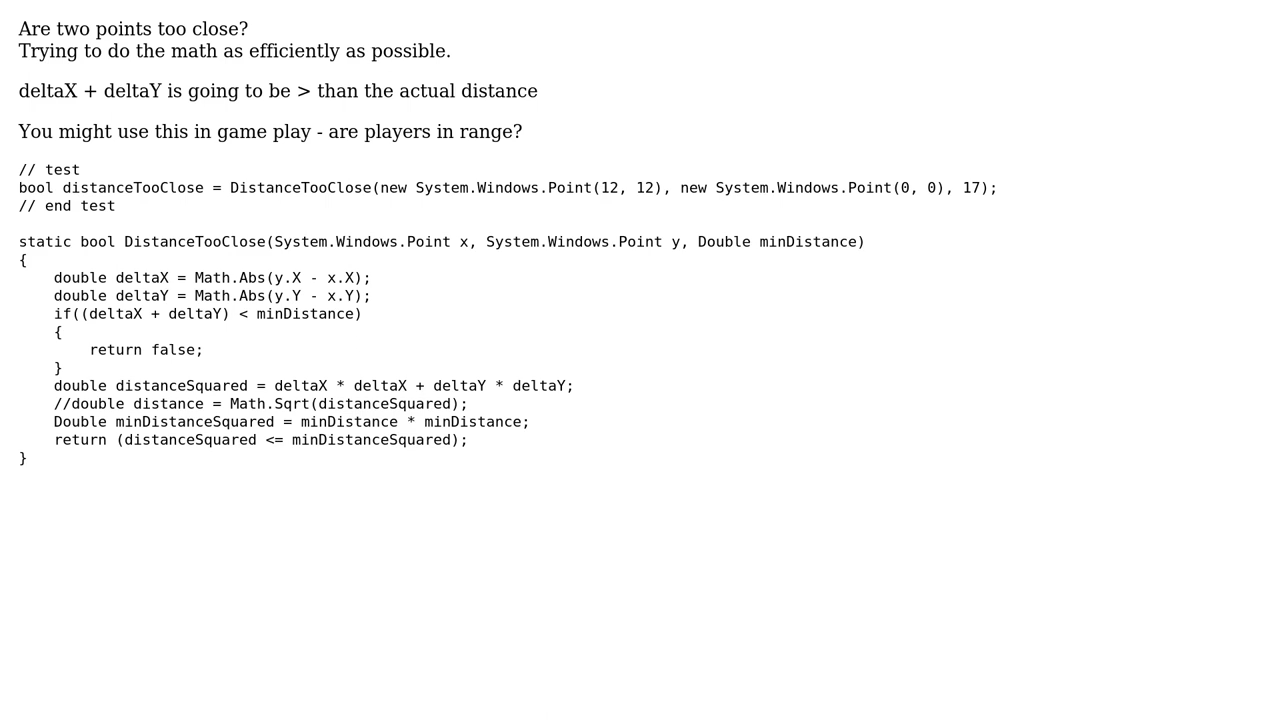 Are two points too close?
Trying to do the math as efficiently as possible.
deltaX + deltaY is going to be > than the actual distance
You might use this in game play - are players in range?
// test
bool distanceTooClose = DistanceTooClose(new System.Windows.Point(12, 12), new System.Windows.Point(0, 0), 17);
// end test
static bool DistanceTooClose(System.Windows.Point x, System.Windows.Point y, Double minDistance)
{
    double deltaX = Math.Abs(y.X - x.X);
    double deltaY = Math.Abs(y.Y - x.Y);
    if((deltaX + deltaY) < minDistance)
    {
        return false;
    }
    double distanceSquared = deltaX * deltaX + deltaY * deltaY;
    //double distance = Math.Sqrt(distanceSquared);
    Double minDistanceSquared = minDistance * minDistance;
    return (distanceSquared <= minDistanceSquared);
}